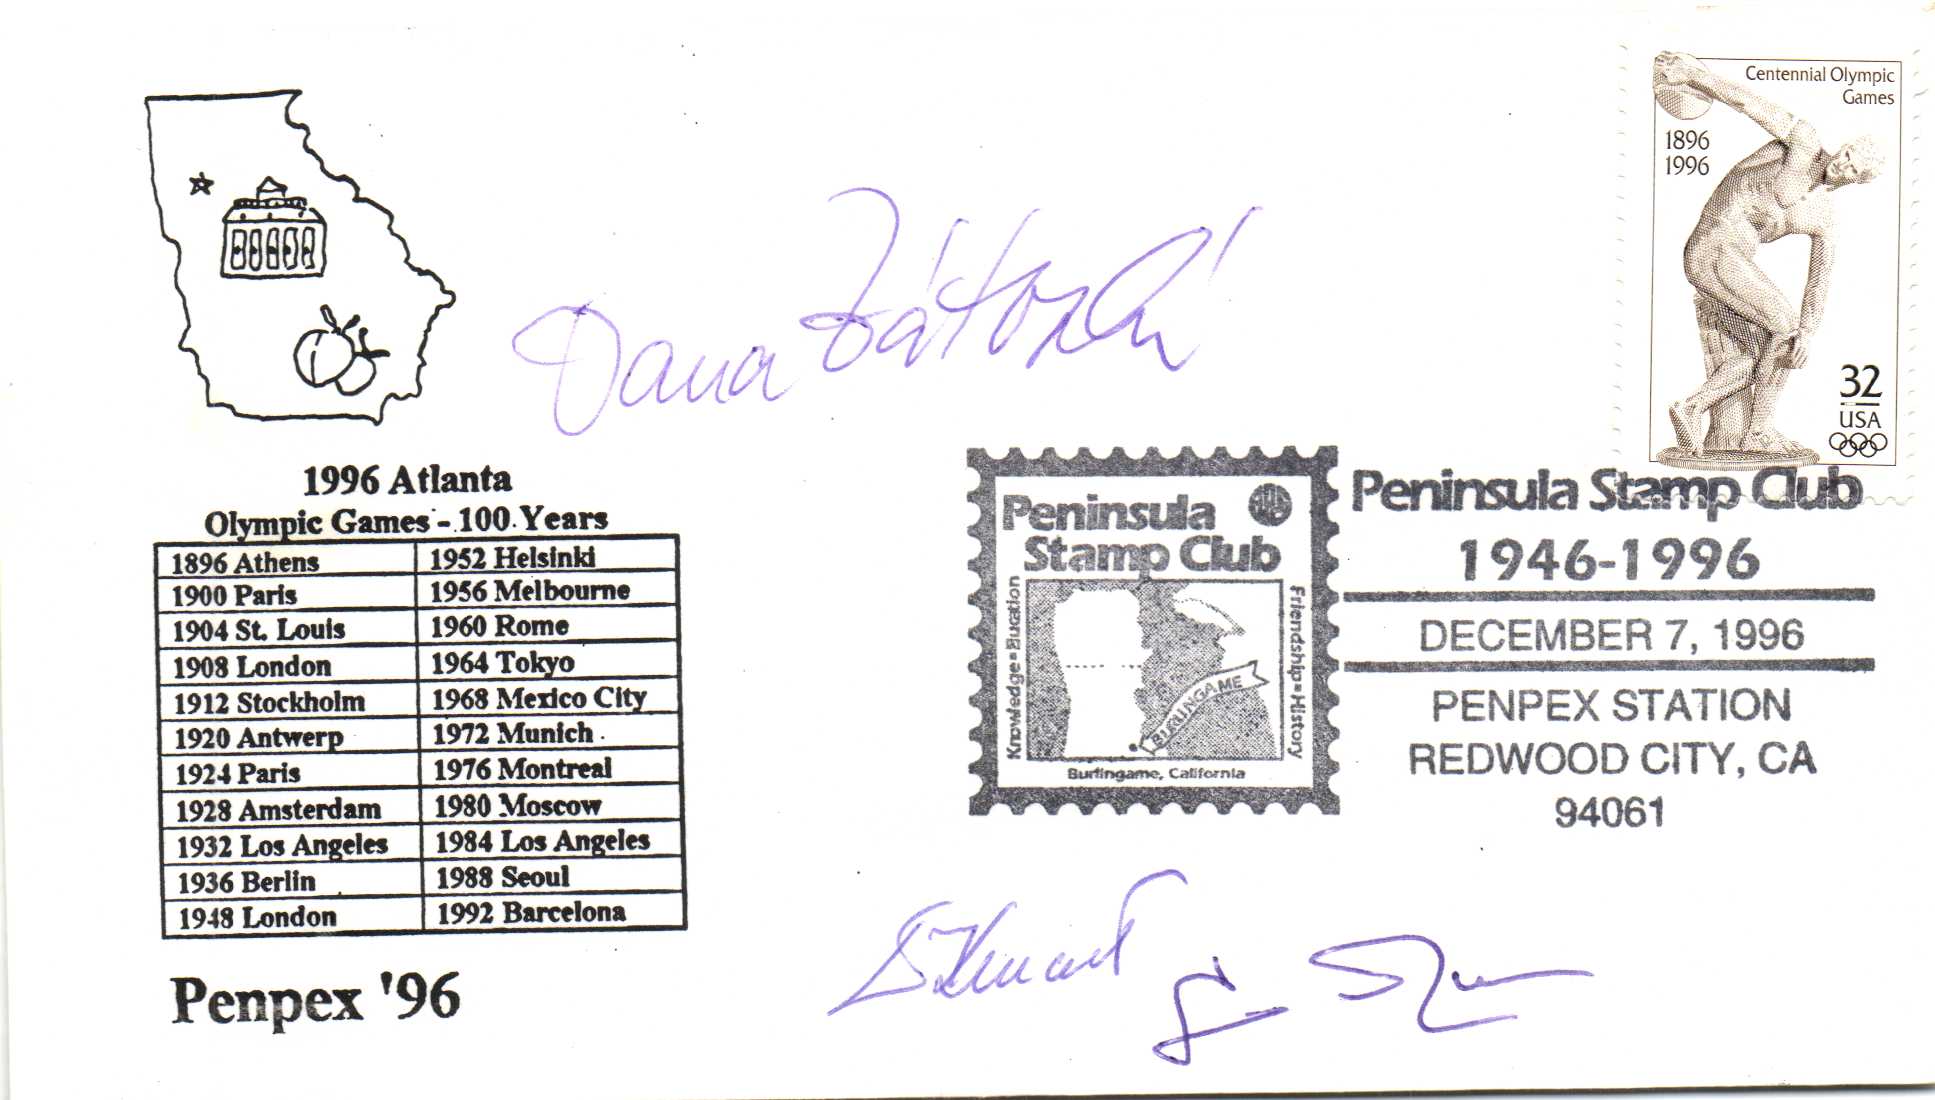 Centennial Olympic
Games
1896
1996
32
USA
Dana Zátopková
1996 Atlanta
Olympic Games - 100 Years
1896 Athens 1952 Helsinki
1900 Paris 1956 Melbourne
1904 St. Louis 1960 Rome
1908 London 1964 Tokyo
1912 Stockholm 1968 Mexico City
1920 Antwerp 1972 Munich
1924 Paris 1976 Montreal
1928 Amsterdam 1980 Moscow
1932 Los Angeles 1984 Los Angeles
1936 Berlin 1988 Seoul
1948 London 1992 Barcelona
Penpex '96
Peninsula
Stamp Club
Knowledge Education
Friendship History
BURLINGAME
Burlingame, California
Peninsula Stamp Club
1946-1996
DECEMBER 7, 1996
PENPEX STATION
REDWOOD CITY, CA
94061